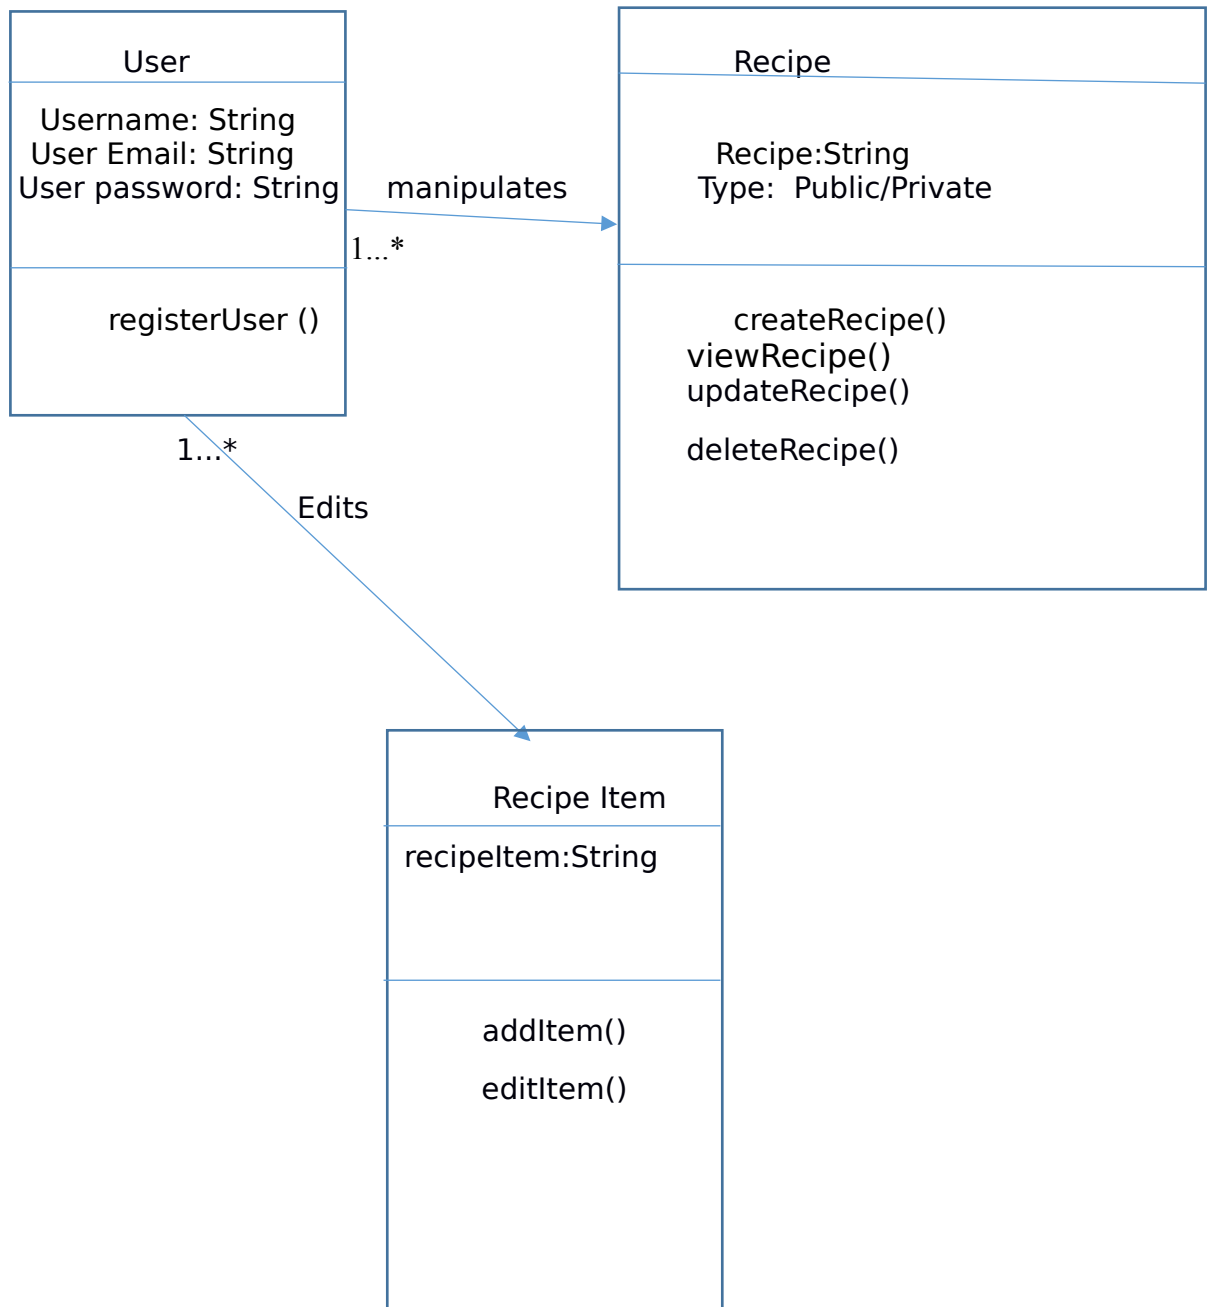 User
Username: String
User Email: String
User password: String
registerUser ()
manipulates
1...*
Recipe
Recipe:String
Type:  Public/Private
createRecipe()
viewRecipe()
updateRecipe()
deleteRecipe()
1...*
Edits
Recipe Item
recipeItem:String
addItem()
editItem()